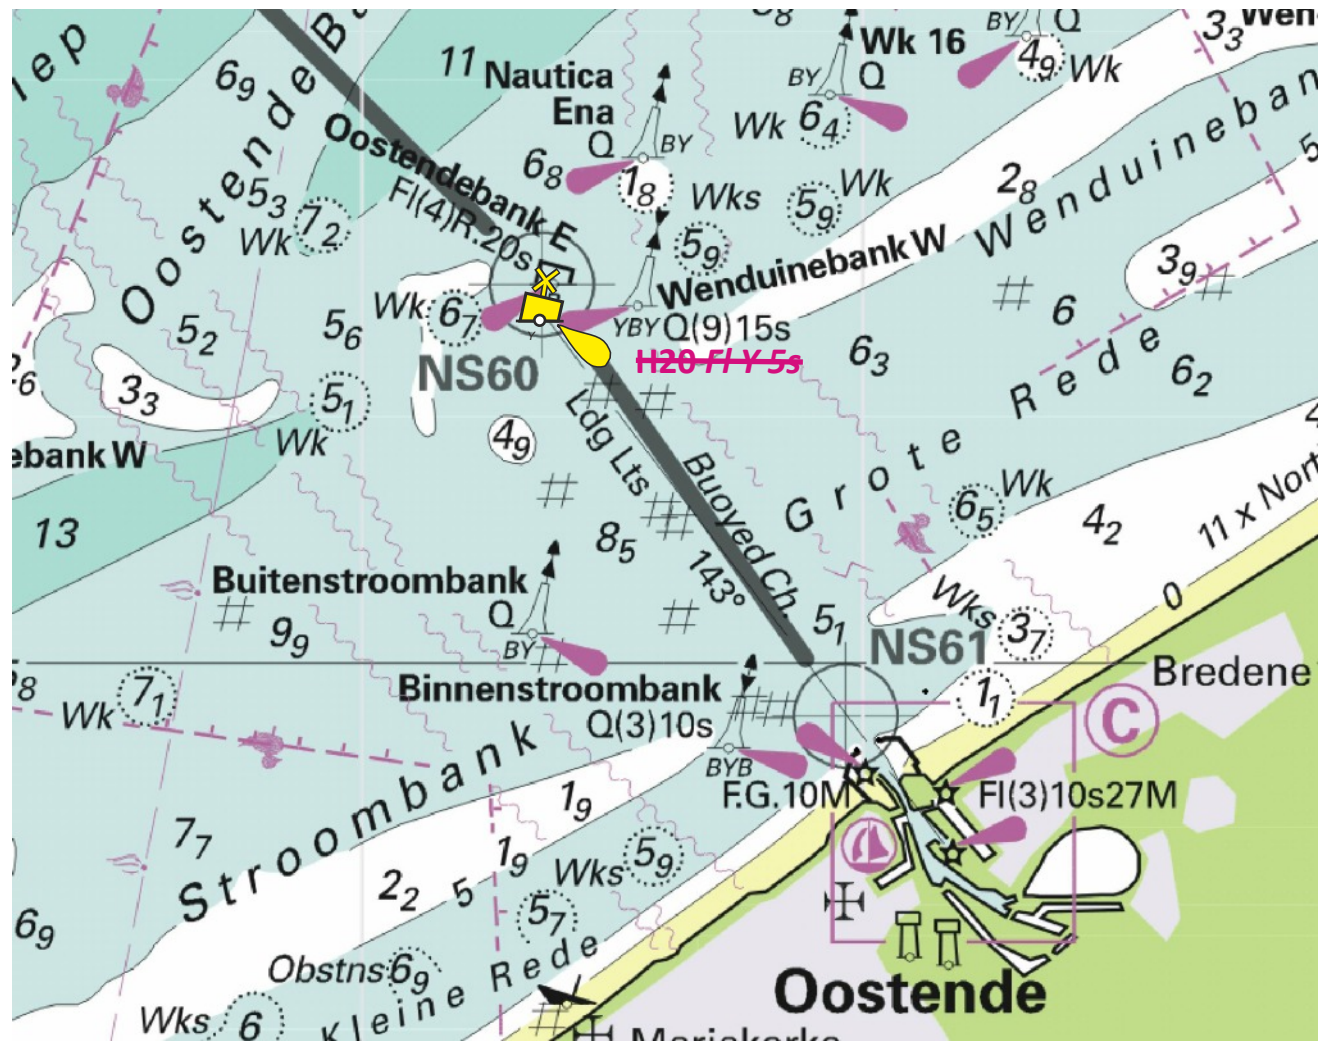 11
Nautica
Ena
Q
BY
BY
Q
Wk 16
BY
Q
4₉
Wk
3₃
6₉
Oostende
Oostendebank E
Fl(4)R.20s
6₈
1₈
Wk
6₄
Wks
5₉
Wk
5₉
2₈
Wenduinebank
5
5₃
7₂
Wk
Wenduinebank W
YBY
Q(9)15s
H20 Fl Y 5s
3₉
6
Wk
6₇
5₂
5₆
NS60
6₃
6₂
Grote Rede
3₃
5₁
Wk
4₉
ebank W
13
Ldg Lts
143°
Buoyed Ch.
8₅
6₅
Wk
4₂
11 x Nort
0
Buitenstroombank
Q
BY
9₉
5₁
Wks
3₇
NS61
Bredene
8
Wk
7₁
Binnenstroombank
Q(3)10s
BYB
1₁
C
F.G.10M
Fl(3)10s27M
Stroombank
7₇
1₉
1₉
Wks
5₉
2₂
5
5₇
6₉
Obstns
6₉
Wks
6
Kleine Rede
Oostende
Mariakerke